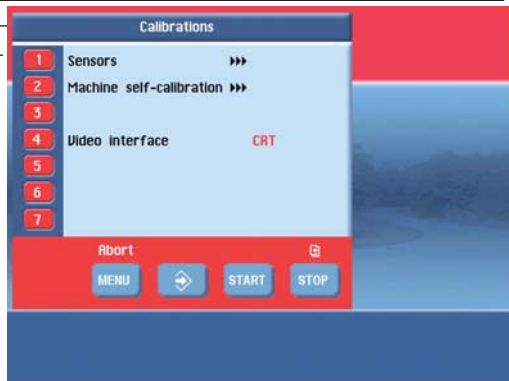 Calibrations
1 Sensors
2 Machine self-calibration
3
4 Video interface CRT
5
6
7
Abort
MENU START STOP